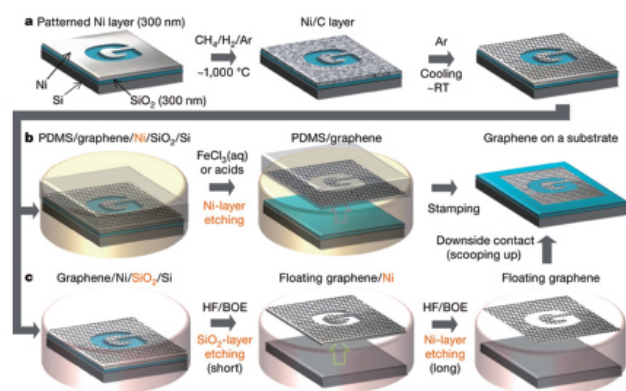 a Patterned Ni layer (300 nm)
CH₄/H₂/Ar
~1,000 °C
Ni/C layer
Ar
Cooling
~RT
Ni
Si
SiO₂ (300 nm)
G
b PDMS/graphene/Ni/SiO₂/Si
FeCl₃(aq)
or acids
Ni-layer
etching
PDMS/graphene
Stamping
Graphene on a substrate
Downside contact
(scooping up)
c Graphene/Ni/SiO₂/Si
HF/BOE
SiO₂-layer
etching
(short)
Floating graphene/Ni
HF/BOE
Ni-layer
etching
(long)
Floating graphene